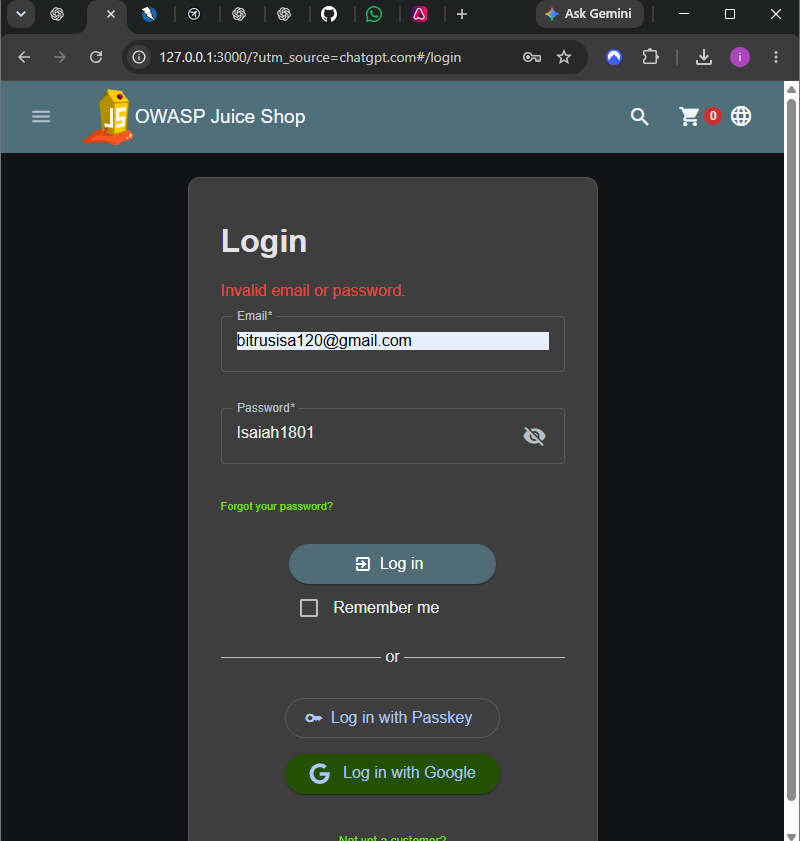 Ask Gemini
127.0.0.1:3000/?utm_source=chatgpt.com#/login
i
JS
OWASP Juice Shop
0
Login
Invalid email or password.
Email*
bitrusisa120@gmail.com
Password*
Isaiah1801
Forgot your password?
Log in
Remember me
or
Log in with Passkey
G Log in with Google
Not yet a customer?